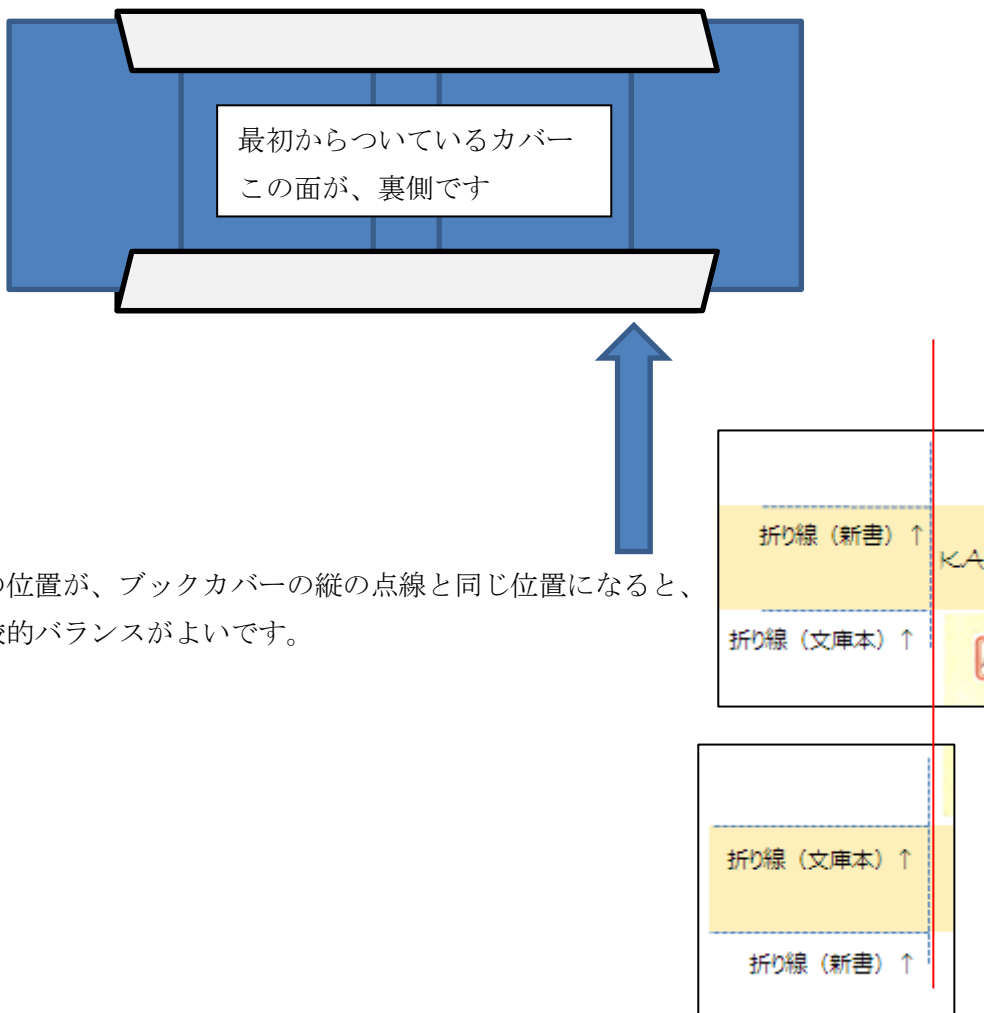 最初からついているカバー
この面が、裏側です
の位置が、ブックカバーの縦の点線と同じ位置になると、
的バランスがよいです。
折り線（新書）↑
KA
折り線（文庫本）↑
折り線（文庫本）↑
折り線（新書）↑